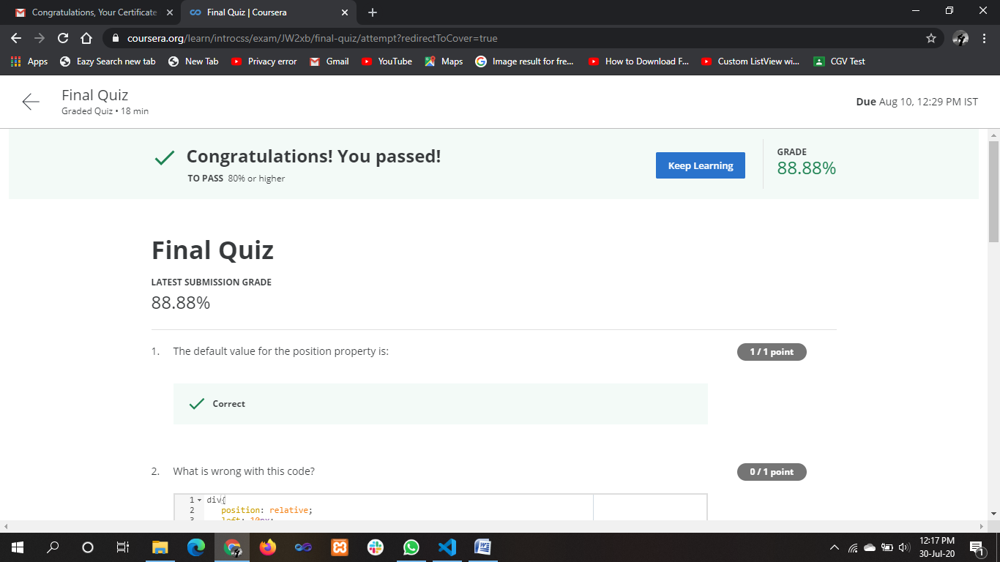 Congratulations, Your Certificate
Final Quiz | Coursera
coursera.org/learn/introcss/exam/JW2xb/final-quiz/attempt?redirectToCover=true
Apps
Eazy Search new tab
New Tab
Privacy error
Gmail
YouTube
Maps
Image result for fre...
How to Download F...
Custom ListView wi...
CGV Test
Final Quiz
Graded Quiz • 18 min
Due Aug 10, 12:29 PM IST
Congratulations! You passed!
TO PASS 80% or higher
Keep Learning
GRADE
88.88%
Final Quiz
LATEST SUBMISSION GRADE
88.88%
1. The default value for the position property is:
1 / 1 point
Correct
2. What is wrong with this code?
0 / 1 point
1 div{
2 position: relative;
3 left: 10px;
12:17 PM
30-Jul-20
1